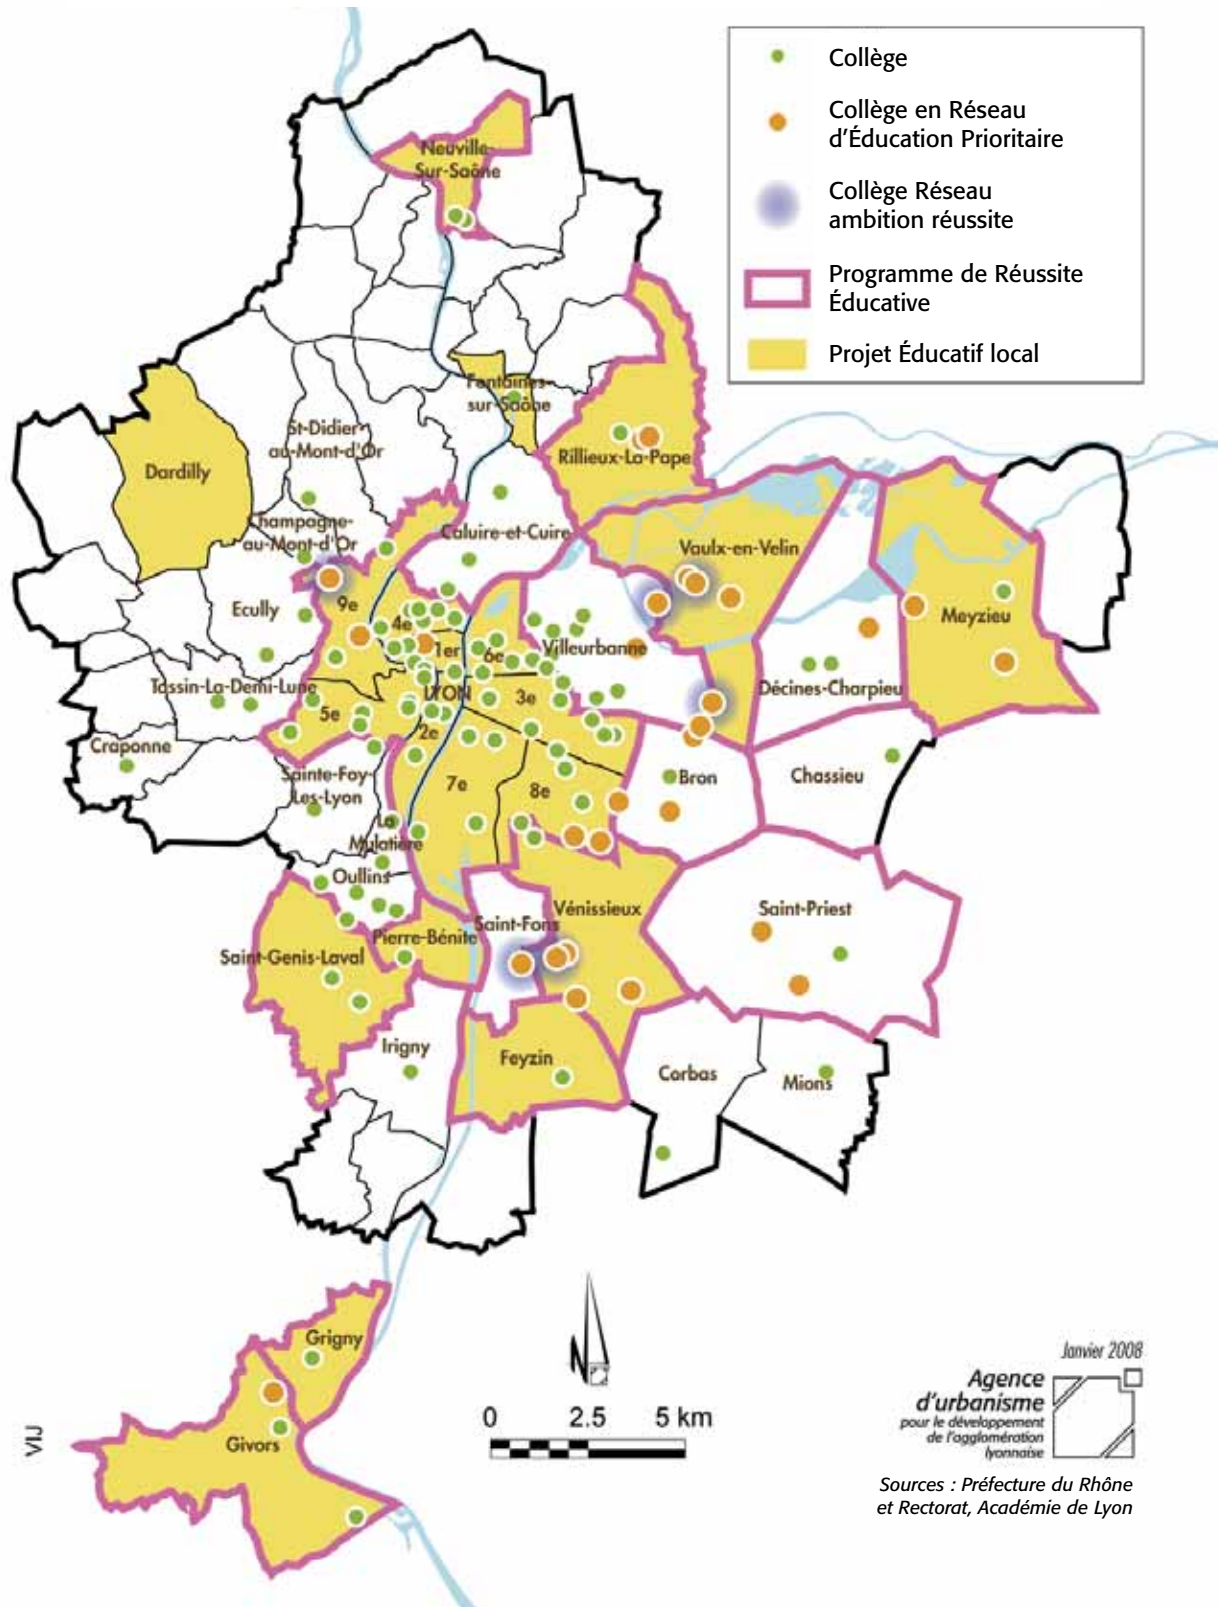 Collège
Collège en Réseau
d'Éducation Prioritaire
Collège Réseau
ambition réussite
Programme de Réussite
Éducative
Projet Éducatif local
Neuville-
Sur-Saône
Fontaines-
sur-Saône
St-Didier-
au-Mont-d'Or
Dardilly
Rillieux-La-Pape
Champagne-
au-Mont-d'Or
Caluire-et-Cuire
Vaulx-en-Velin
Ecully
9e
4e
1er
6e
Villeurbanne
Meyzieu
Tassin-La-Demi-Lune
LYON
3e
Décines-Charpieu
5e
2e
Craponne
Sainte-Foy-
Les-Lyon
7e
8e
Bron
Chassieu
La
Mulatière
Oullins
Saint-Fons
Vénissieux
Saint-Priest
Pierre-Bénite
Saint-Genis-Laval
Irigny
Feyzin
Corbas
Mions
Grigny
Givors
N
0 2.5 5 km
VIJ
Janvier 2008
Agence
d'urbanisme
pour le développement
de l'agglomération
lyonnaise
Sources : Préfecture du Rhône
et Rectorat, Académie de Lyon